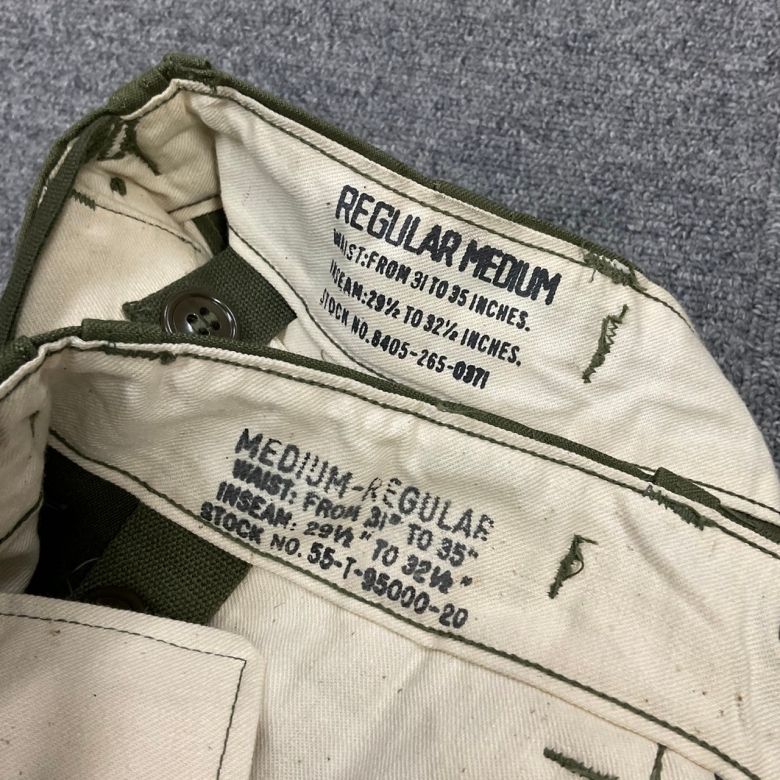 REGULAR MEDIUM
WAIST:FROM 31 TO 35 INCHES.
INSEAM:29½ TO 32½ INCHES.
STOCK NO.8405-265-0371
MEDIUM-REGULAR
WAIST: FROM 31" TO 35"
INSEAM: 29½" TO 32½"
STOCK NO. 55-T-95000-20